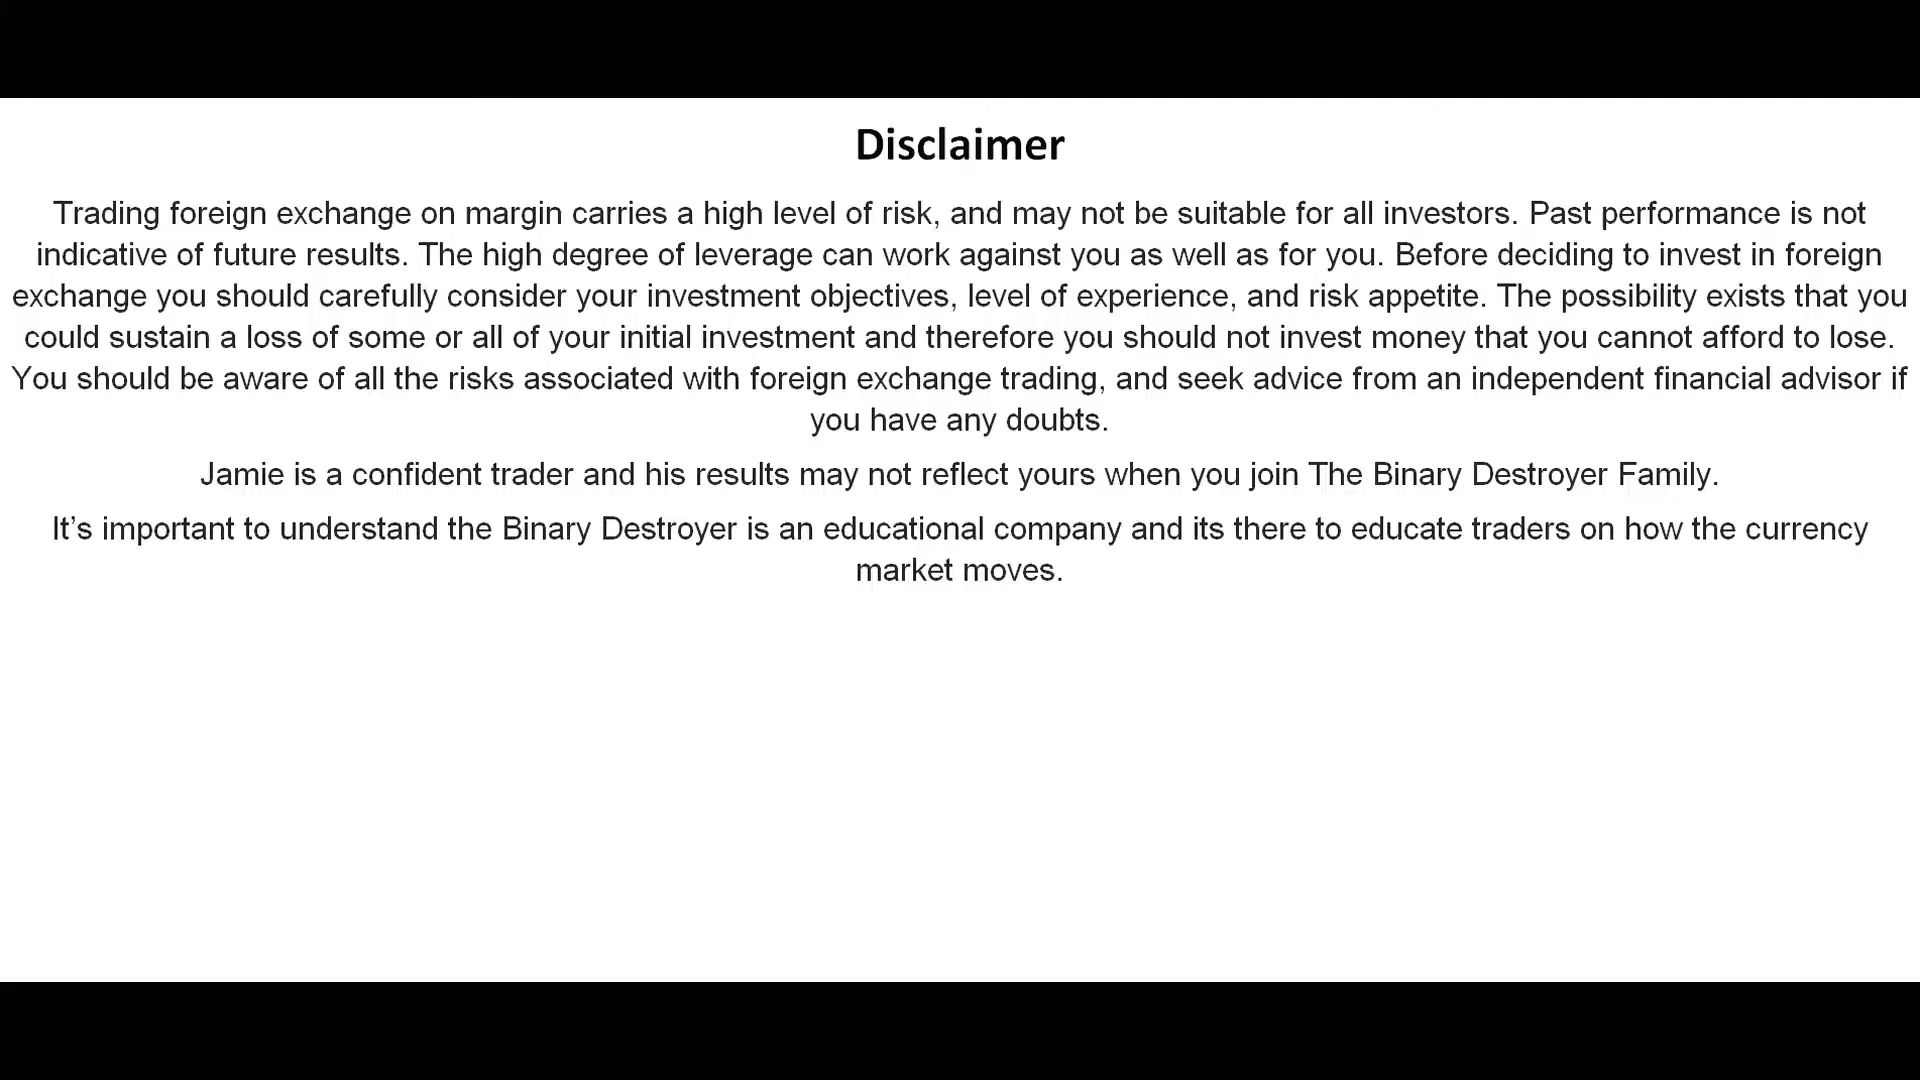 Disclaimer
Trading foreign exchange on margin carries a high level of risk, and may not be suitable for all investors. Past performance is not
indicative of future results. The high degree of leverage can work against you as well as for you. Before deciding to invest in foreign
exchange you should carefully consider your investment objectives, level of experience, and risk appetite. The possibility exists that you
could sustain a loss of some or all of your initial investment and therefore you should not invest money that you cannot afford to lose.
You should be aware of all the risks associated with foreign exchange trading, and seek advice from an independent financial advisor if
you have any doubts.
Jamie is a confident trader and his results may not reflect yours when you join The Binary Destroyer Family.
It’s important to understand the Binary Destroyer is an educational company and its there to educate traders on how the currency
market moves.